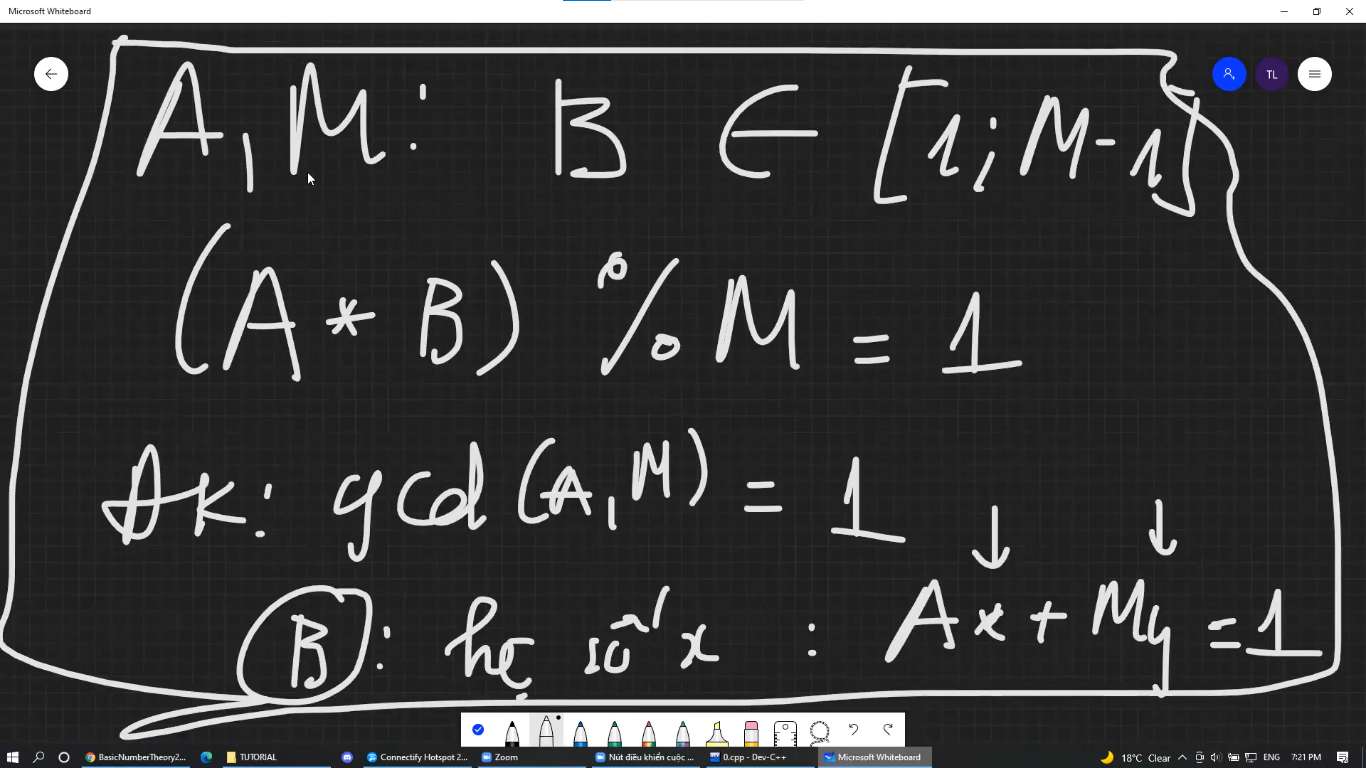 Microsoft Whiteboard
TL
A, M: B ∈ [1; M-1]
(A * B) % M = 1
ĐK: gcd(A, M) = 1
↓ ↓
B: hệ số x : Ax + My = 1
BasicNumberTheory2...
TUTORIAL
Connectify Hotspot 2...
Zoom
Nút điều khiển cuộc ...
0.cpp - Dev-C++
Microsoft Whiteboard
18°C Clear
ENG
7:21 PM